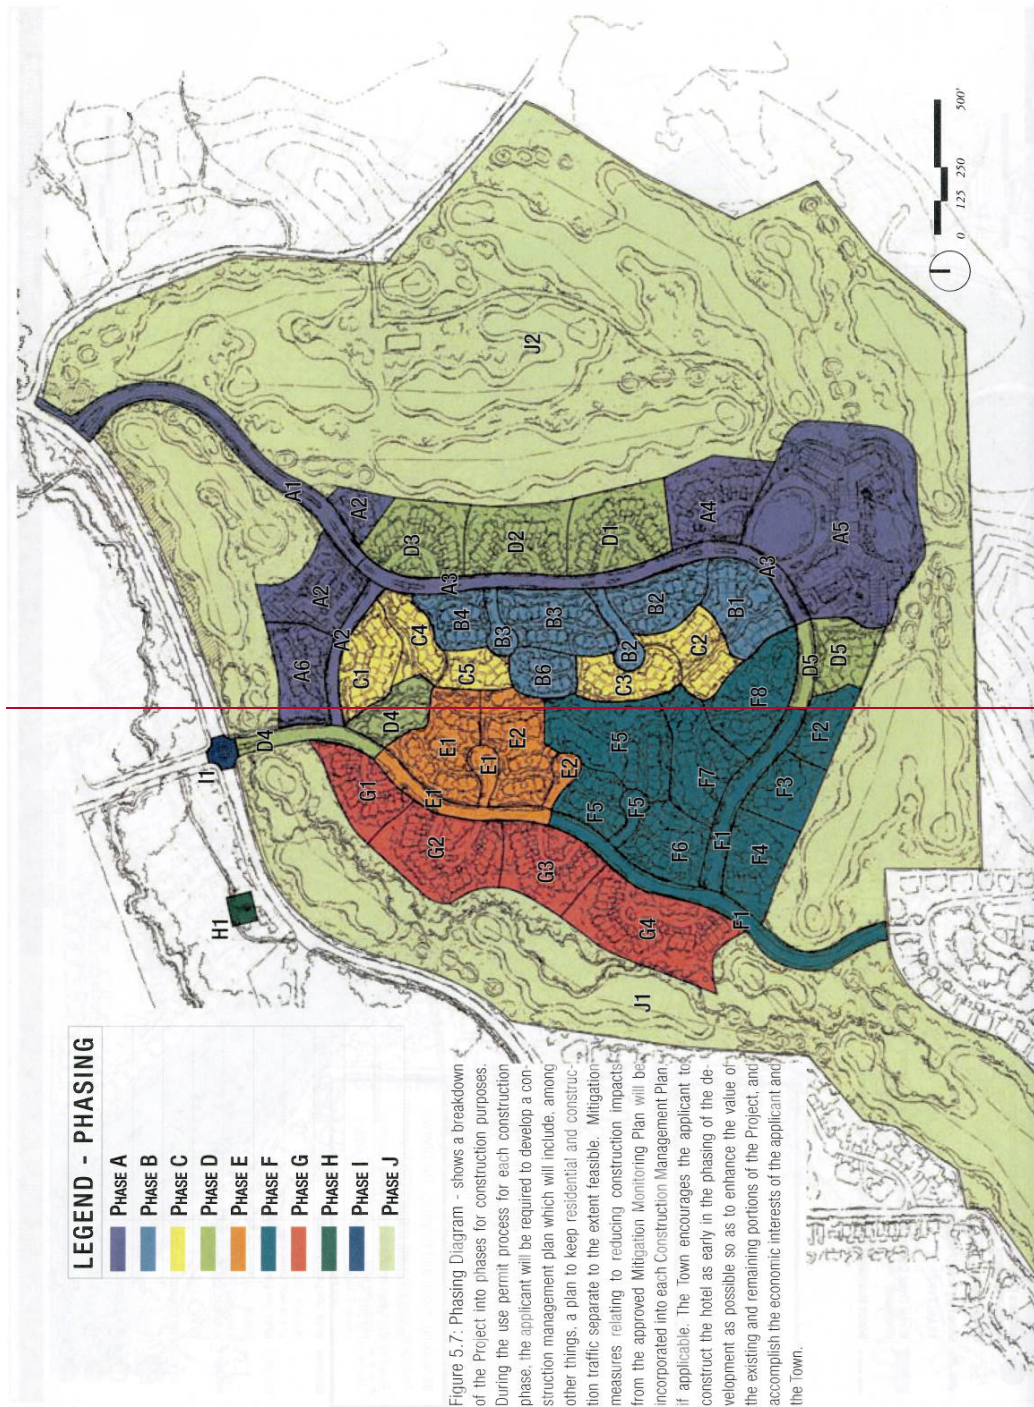 LEGEND - PHASING
PHASE A
PHASE B
PHASE C
PHASE D
PHASE E
PHASE F
PHASE G
PHASE H
PHASE I
PHASE J
Figure 5.7: Phasing Diagram - shows a breakdown
of the Project into phases for construction purposes.
During the use permit process for each construction
phase, the applicant will be required to develop a con-
struction management plan which will include, among
other things, a plan to keep residential and construc-
tion traffic separate to the extent feasible. Mitigation
measures relating to reducing construction impacts
from the approved Mitigation Monitoring Plan will be
incorporated into each Construction Management Plan,
if applicable. The Town encourages the applicant to
construct the hotel as early in the phasing of the de-
velopment as possible so as to enhance the value of
the existing and remaining portions of the Project, and
accomplish the economic interests of the applicant and
the Town.
H1
I1
D4
A6
A2
A2
A1
A2
C1
C4
D4
C5
B4
A3
D3
G1
E1
E1
E1
G2
E2
E2
B3
B3
D2
B6
G3
F5
F5
F5
C3
B2
B2
D1
G4
F6
F7
C2
A4
J1
J2
F1
F1
F8
B1
A3
F4
F3
F2
D5
D5
A5
0 125 250 500'